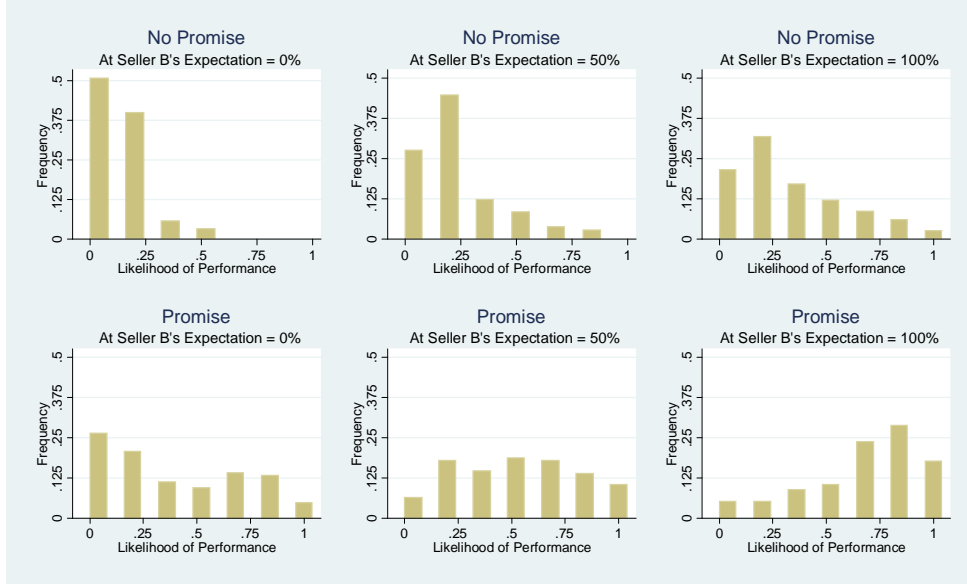 No Promise
At Seller B's Expectation = 0%
Frequency
.5
.375
.25
.125
0
0 .25 .5 .75 1
Likelihood of Performance
No Promise
At Seller B's Expectation = 50%
Frequency
.5
.375
.25
.125
0
0 .25 .5 .75 1
Likelihood of Performance
No Promise
At Seller B's Expectation = 100%
Frequency
.5
.375
.25
.125
0
0 .25 .5 .75 1
Likelihood of Performance
Promise
At Seller B's Expectation = 0%
Frequency
.5
.375
.25
.125
0
0 .25 .5 .75 1
Likelihood of Performance
Promise
At Seller B's Expectation = 50%
Frequency
.5
.375
.25
.125
0
0 .25 .5 .75 1
Likelihood of Performance
Promise
At Seller B's Expectation = 100%
Frequency
.5
.375
.25
.125
0
0 .25 .5 .75 1
Likelihood of Performance